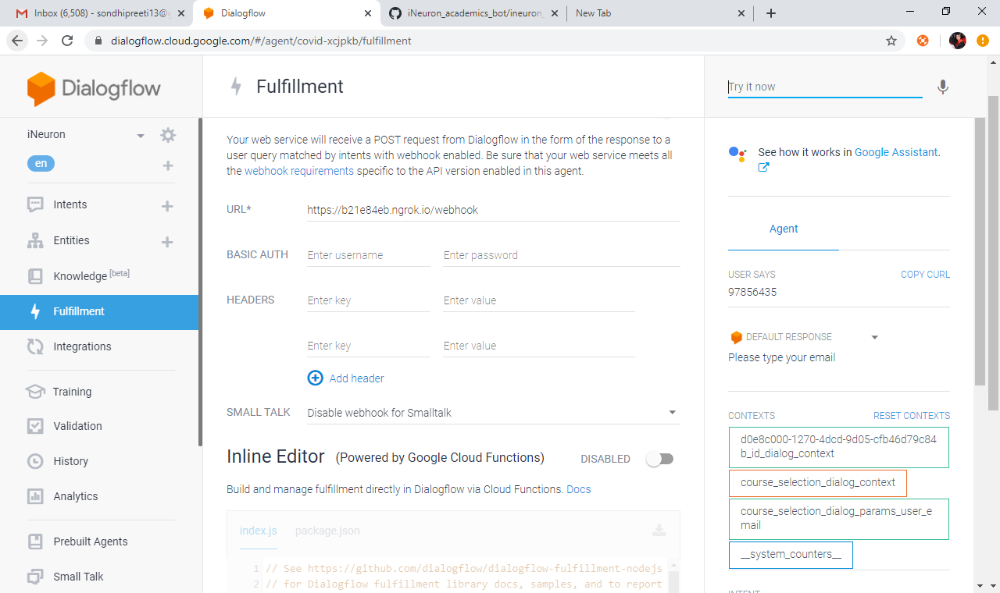 Inbox (6,508) - sondhipreeti13@g
Dialogflow
iNeuron_academics_bot/ineuron_
New Tab
dialogflow.cloud.google.com/#/agent/covid-xcjpkb/fulfillment
Dialogflow
iNeuron
en
Intents
Entities
Knowledge [beta]
Fulfillment
Integrations
Training
Validation
History
Analytics
Prebuilt Agents
Small Talk
Fulfillment
Your web service will receive a POST request from Dialogflow in the form of the response to a
user query matched by intents with webhook enabled. Be sure that your web service meets all
the webhook requirements specific to the API version enabled in this agent.
URL* https://b21e84eb.ngrok.io/webhook
BASIC AUTH Enter username Enter password
HEADERS Enter key Enter value
Enter key Enter value
Add header
SMALL TALK Disable webhook for Smalltalk
Inline Editor (Powered by Google Cloud Functions) DISABLED
Build and manage fulfillment directly in Dialogflow via Cloud Functions. Docs
index.js package.json
1 // See https://github.com/dialogflow/dialogflow-fulfillment-nodejs
2 // for Dialogflow fulfillment library docs, samples, and to report
Try it now
See how it works in Google Assistant.
Agent
USER SAYS COPY CURL
97856435
DEFAULT RESPONSE
Please type your email
CONTEXTS RESET CONTEXTS
d0e8c000-1270-4dcd-9d05-cfb46d79c84
b_id_dialog_context
course_selection_dialog_context
course_selection_dialog_params_user_e
mail
__system_counters__
INTENT